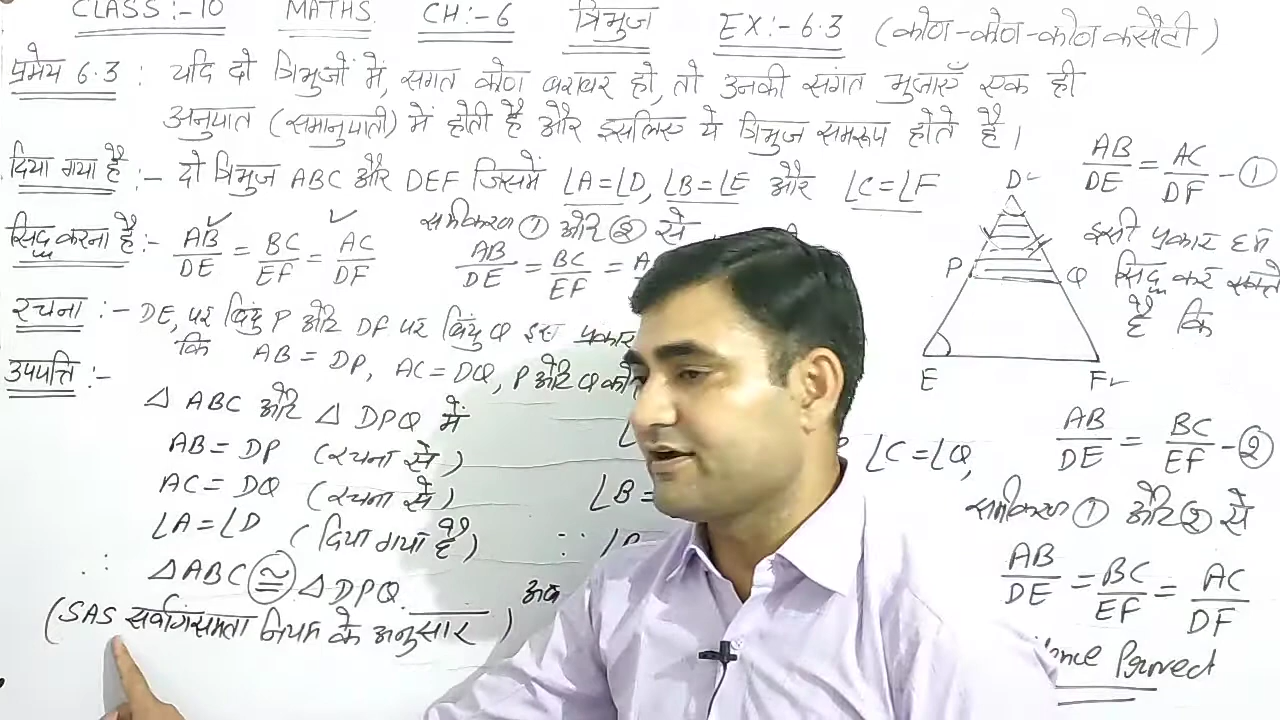 CLASS:-10 MATHS CH:-6 त्रिभुज EX:-6.3 (कोण-कोण-कोण कसौटी)
प्रमेय 6.3 : यदि दो त्रिभुजों में, संगत कोण बराबर हो, तो उनकी संगत भुजाएँ एक ही
अनुपात (समानुपाती) में होती है और इसलिए ये त्रिभुज समरूप होते है।
दिया गया है :- दो त्रिभुज ABC और DEF जिसमें ∠A=∠D, ∠B=∠E और ∠C=∠F
सिद्ध करना है:- AB/DE = BC/EF = AC/DF
समीकरण ① और ② से
AB/DE = BC/EF =
रचना :- DE, पर बिंदु P और DF पर बिंदु Q इस प्रकार
कि AB = DP, AC = DQ, P और Q को
उपपत्ति :-
△ ABC और △ DPQ में
AB = DP (रचना से)
AC = DQ (रचना से)
∠A = ∠D (दिया गया है)
∴ △ABC ≅ △DPQ
(SAS सर्वांगसमता नियम के अनुसार)
∠B =
∠C = ∠Q,
D
P Q
E F
AB/DE = AC/DF - ①
इसी प्रकार हम
सिद्ध कर सकते
है कि
AB/DE = BC/EF - ②
समीकरण ① और ② से
AB/DE = BC/EF = AC/DF
Proved